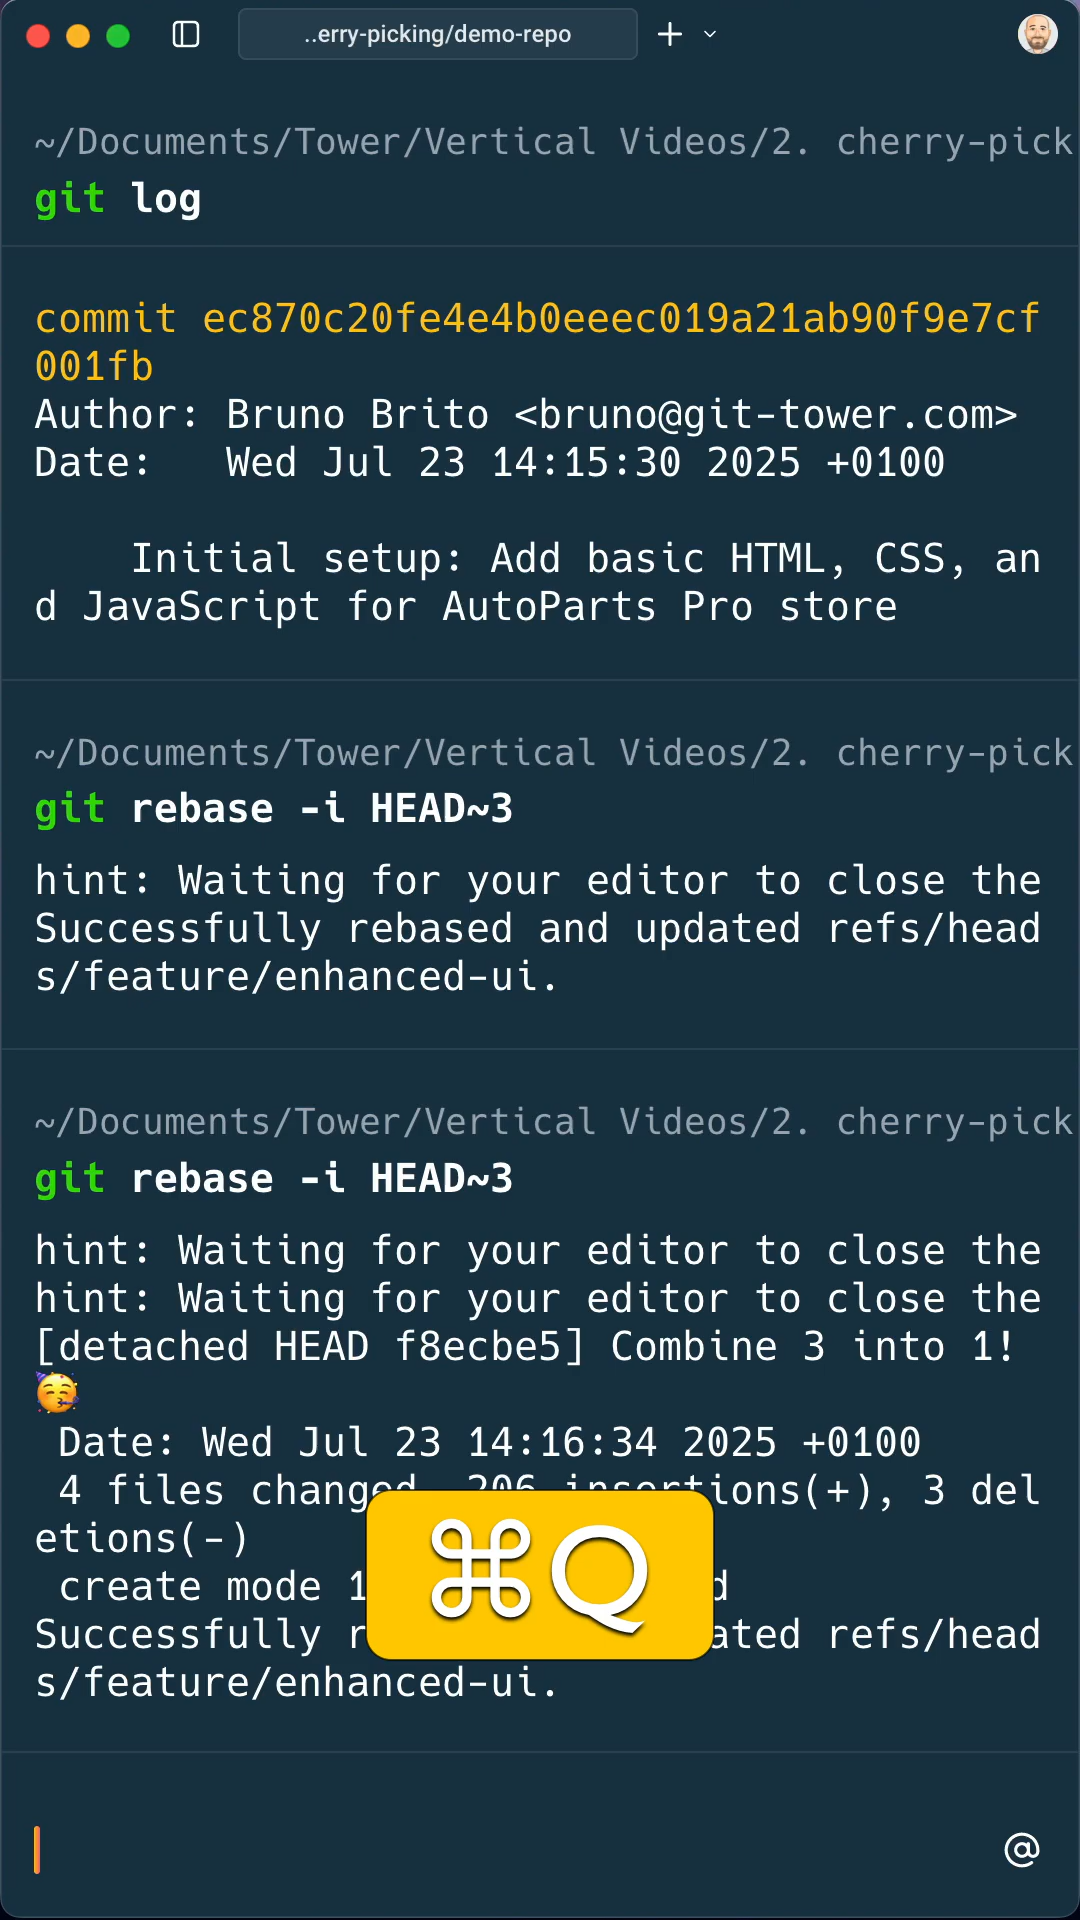 ..erry-picking/demo-repo
~/Documents/Tower/Vertical Videos/2. cherry-pick
git log
commit ec870c20fe4e4b0eeec019a21ab90f9e7cf
001fb
Author: Bruno Brito <bruno@git-tower.com>
Date:   Wed Jul 23 14:15:30 2025 +0100
    Initial setup: Add basic HTML, CSS, an
d JavaScript for AutoParts Pro store
~/Documents/Tower/Vertical Videos/2. cherry-pick
git rebase -i HEAD~3
hint: Waiting for your editor to close the
Successfully rebased and updated refs/head
s/feature/enhanced-ui.
~/Documents/Tower/Vertical Videos/2. cherry-pick
git rebase -i HEAD~3
hint: Waiting for your editor to close the
hint: Waiting for your editor to close the
[detached HEAD f8ecbe5] Combine 3 into 1!
🥳
 Date: Wed Jul 23 14:16:34 2025 +0100
 4 files changed, 206 insertions(+), 3 del
etions(-)
 create mode
⌘Q
Successfully refs/head
s/feature/enhanced-ui.
@